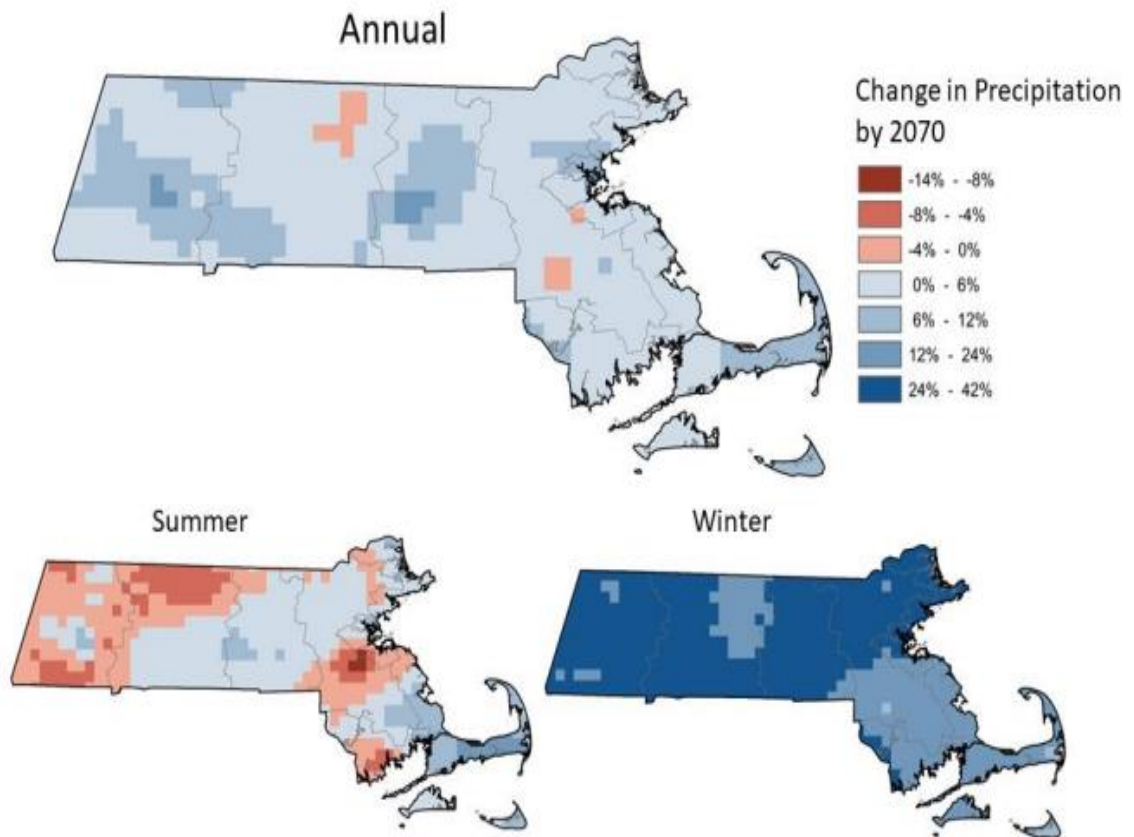 Annual
Change in Precipitation
by 2070
-14% - -8%
-8% - -4%
-4% - 0%
0% - 6%
6% - 12%
12% - 24%
24% - 42%
Summer
Winter